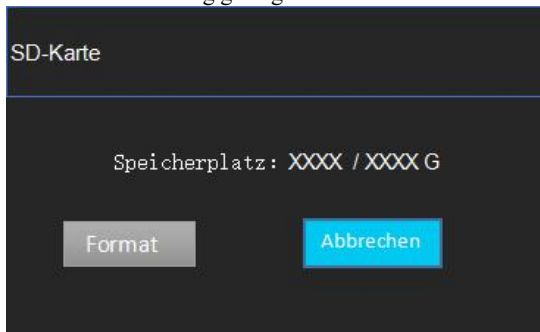 SD-Karte
Speicherplatz: XXXX / XXXX G
Format
Abbrechen